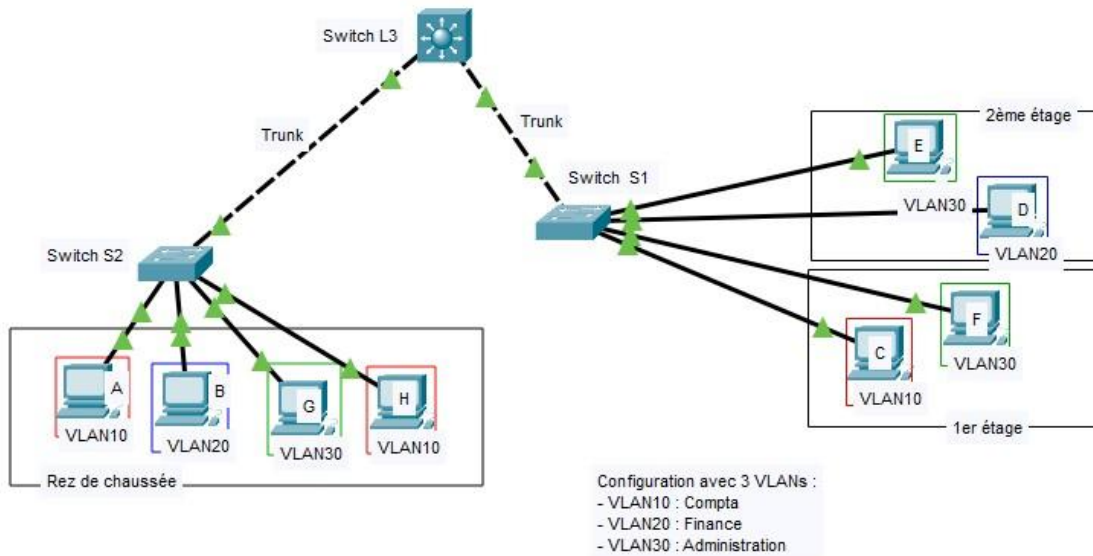 Switch L3
Trunk
Trunk
Switch S1
Switch S2
2ème étage
E
VLAN30
D
VLAN20
F
VLAN30
C
VLAN10
1er étage
A
VLAN10
B
VLAN20
G
VLAN30
H
VLAN10
Rez de chaussée
Configuration avec 3 VLANs :
- VLAN10 : Compta
- VLAN20 : Finance
- VLAN30 : Administration